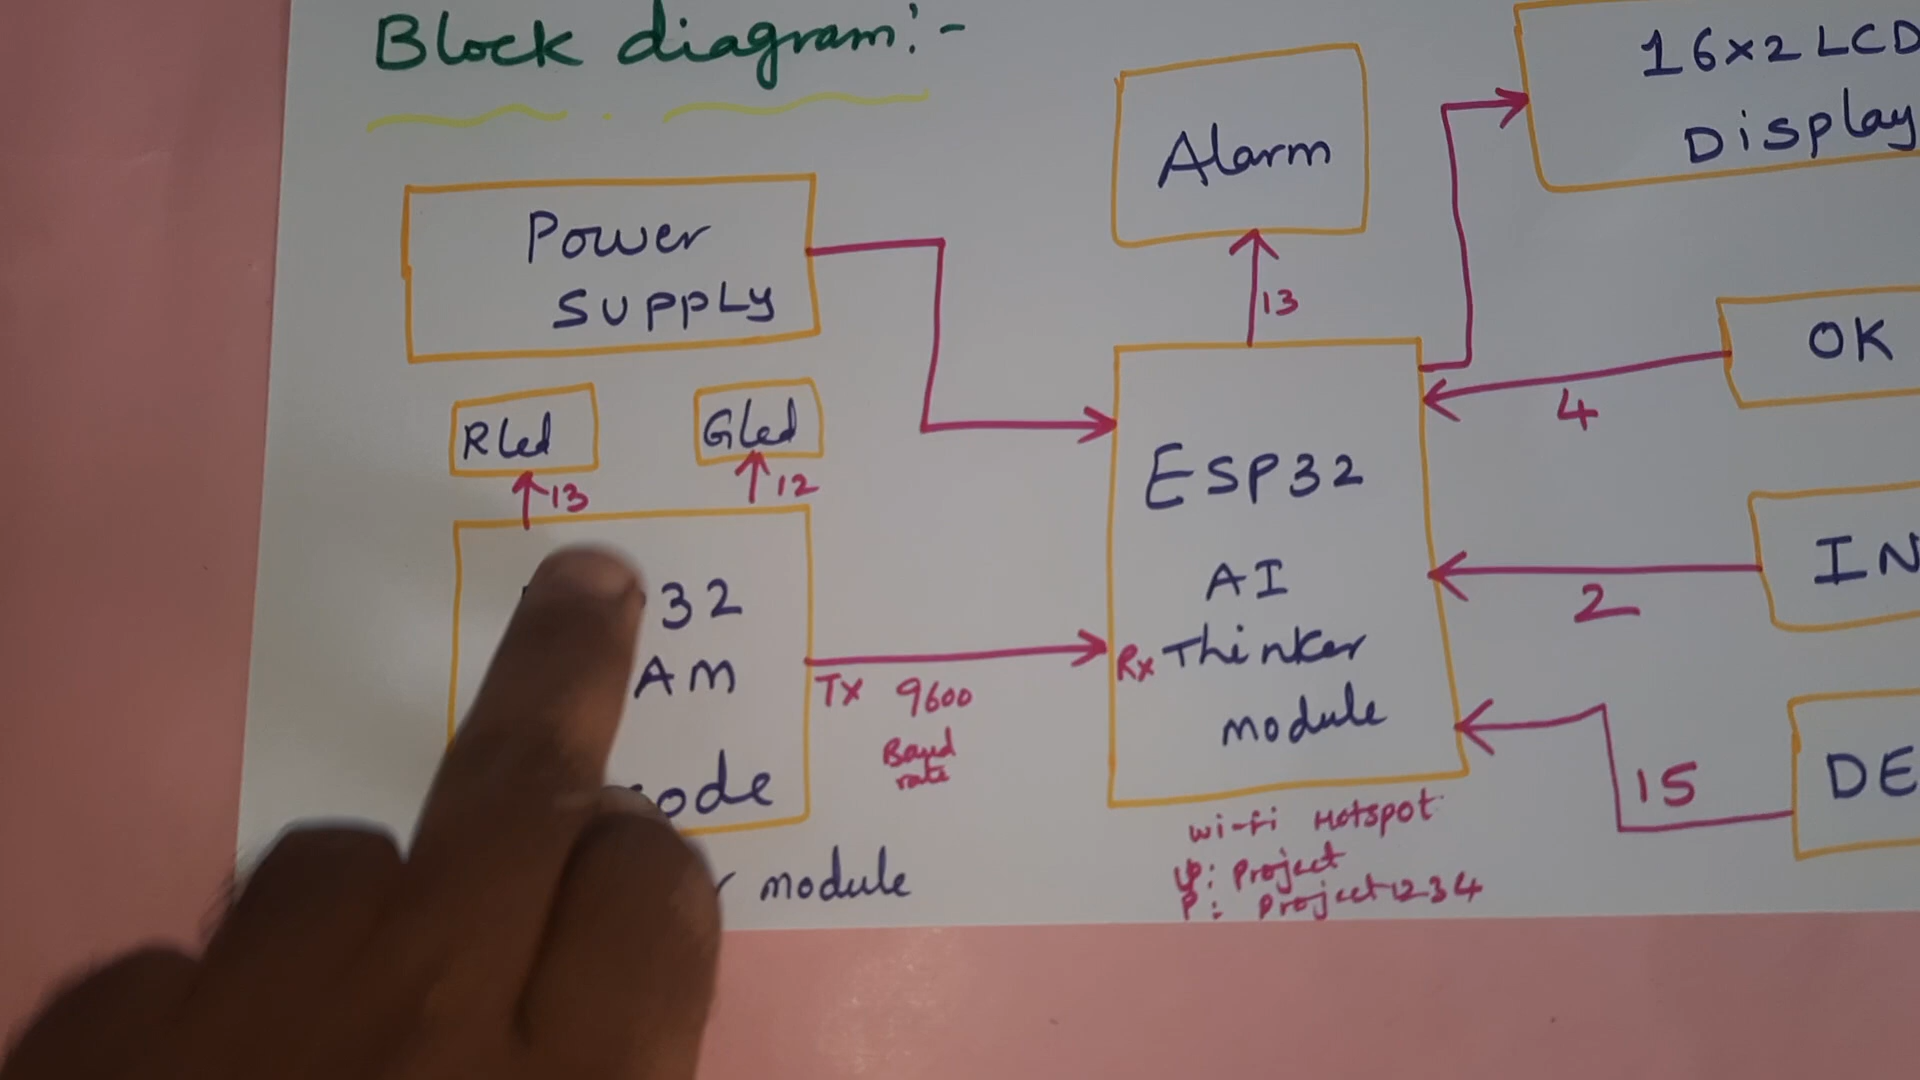 Block diagram:-
16x2 LCD
Display
Alarm
Power
Supply
13
OK
4
Rled
Gled
13
12
ESP32
AI
Thinker
module
Rx
IN
2
32
AM
Tx 9600
Baud
rate
DE
15
module
Wi-Fi Hotspot
: Project
P: Project1234